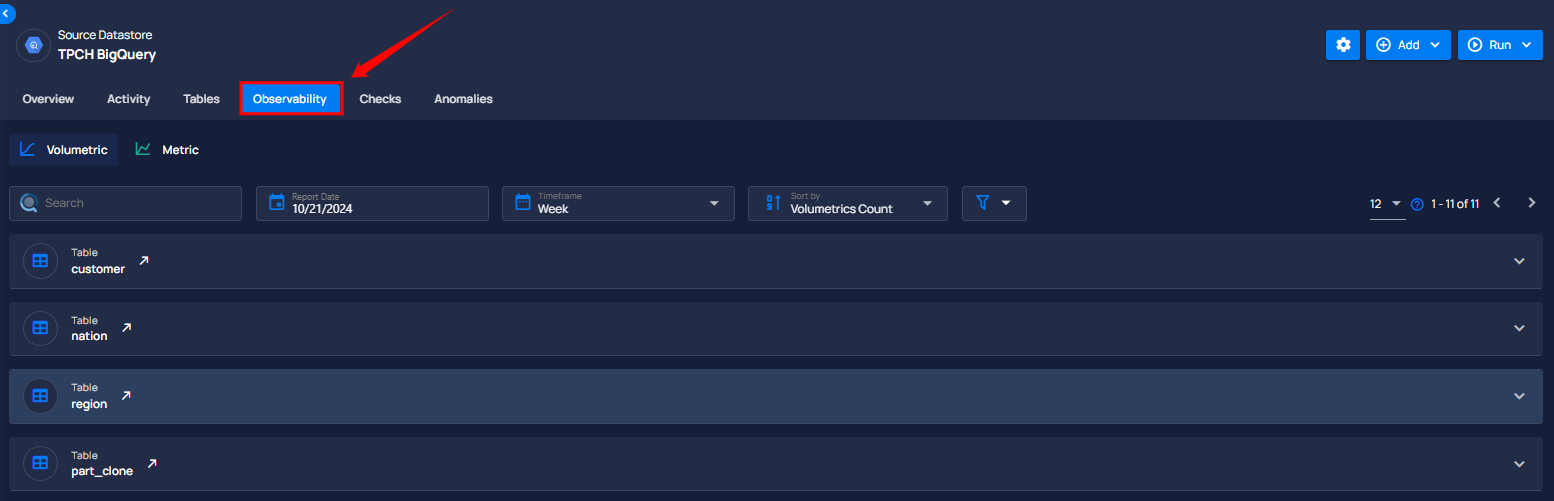 Source Datastore
TPCH BigQuery
Add
Run
Overview
Activity
Tables
Observability
Checks
Anomalies
Volumetric
Metric
Search
Report Date
10/21/2024
Timeframe
Week
Sort by
Volumetrics Count
12
1 - 11 of 11
Table
customer
Table
nation
Table
region
Table
part_clone